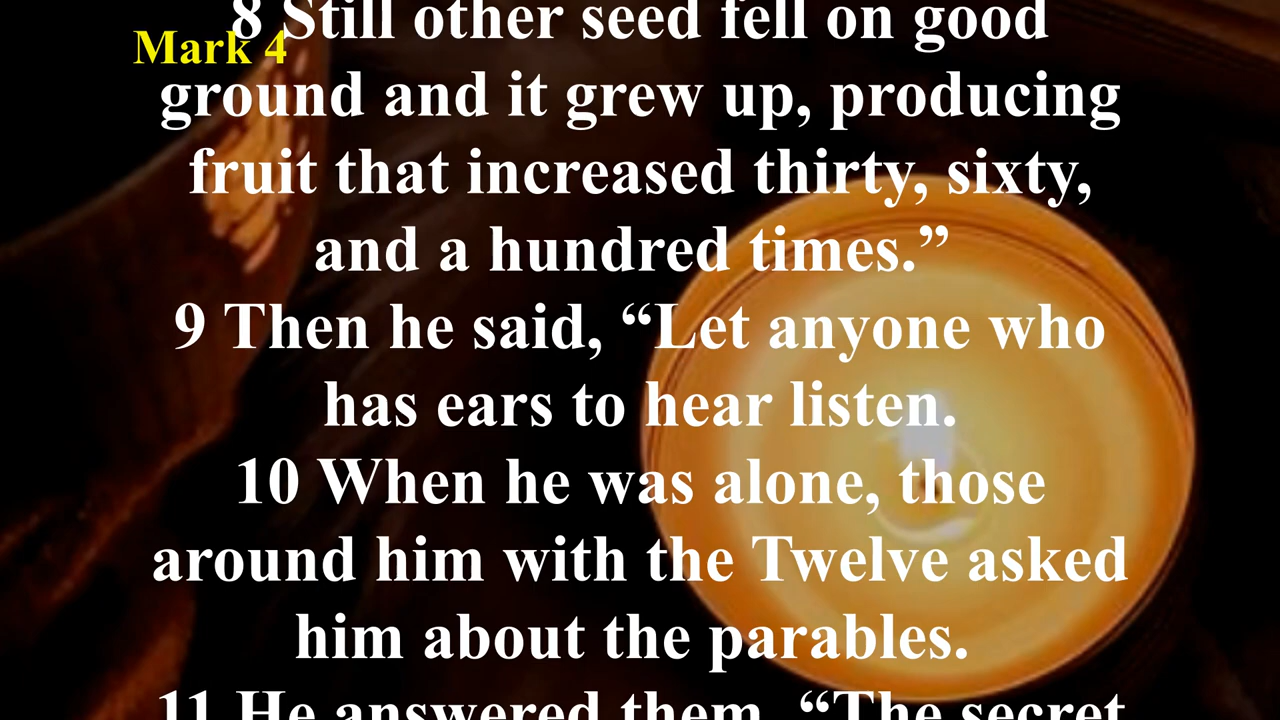 8 Still other seed fell on good
Mark 4
ground and it grew up, producing
fruit that increased thirty, sixty,
and a hundred times.”
9 Then he said, “Let anyone who
has ears to hear listen.
10 When he was alone, those
around him with the Twelve asked
him about the parables.
11 He answered them, “The secret